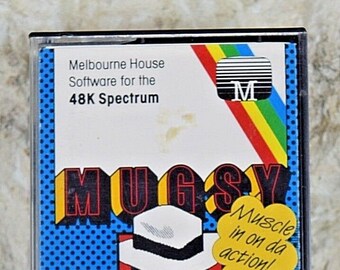 Melbourne House
Software for the
48K Spectrum
M
MUGSY
Muscle
in on da
action!